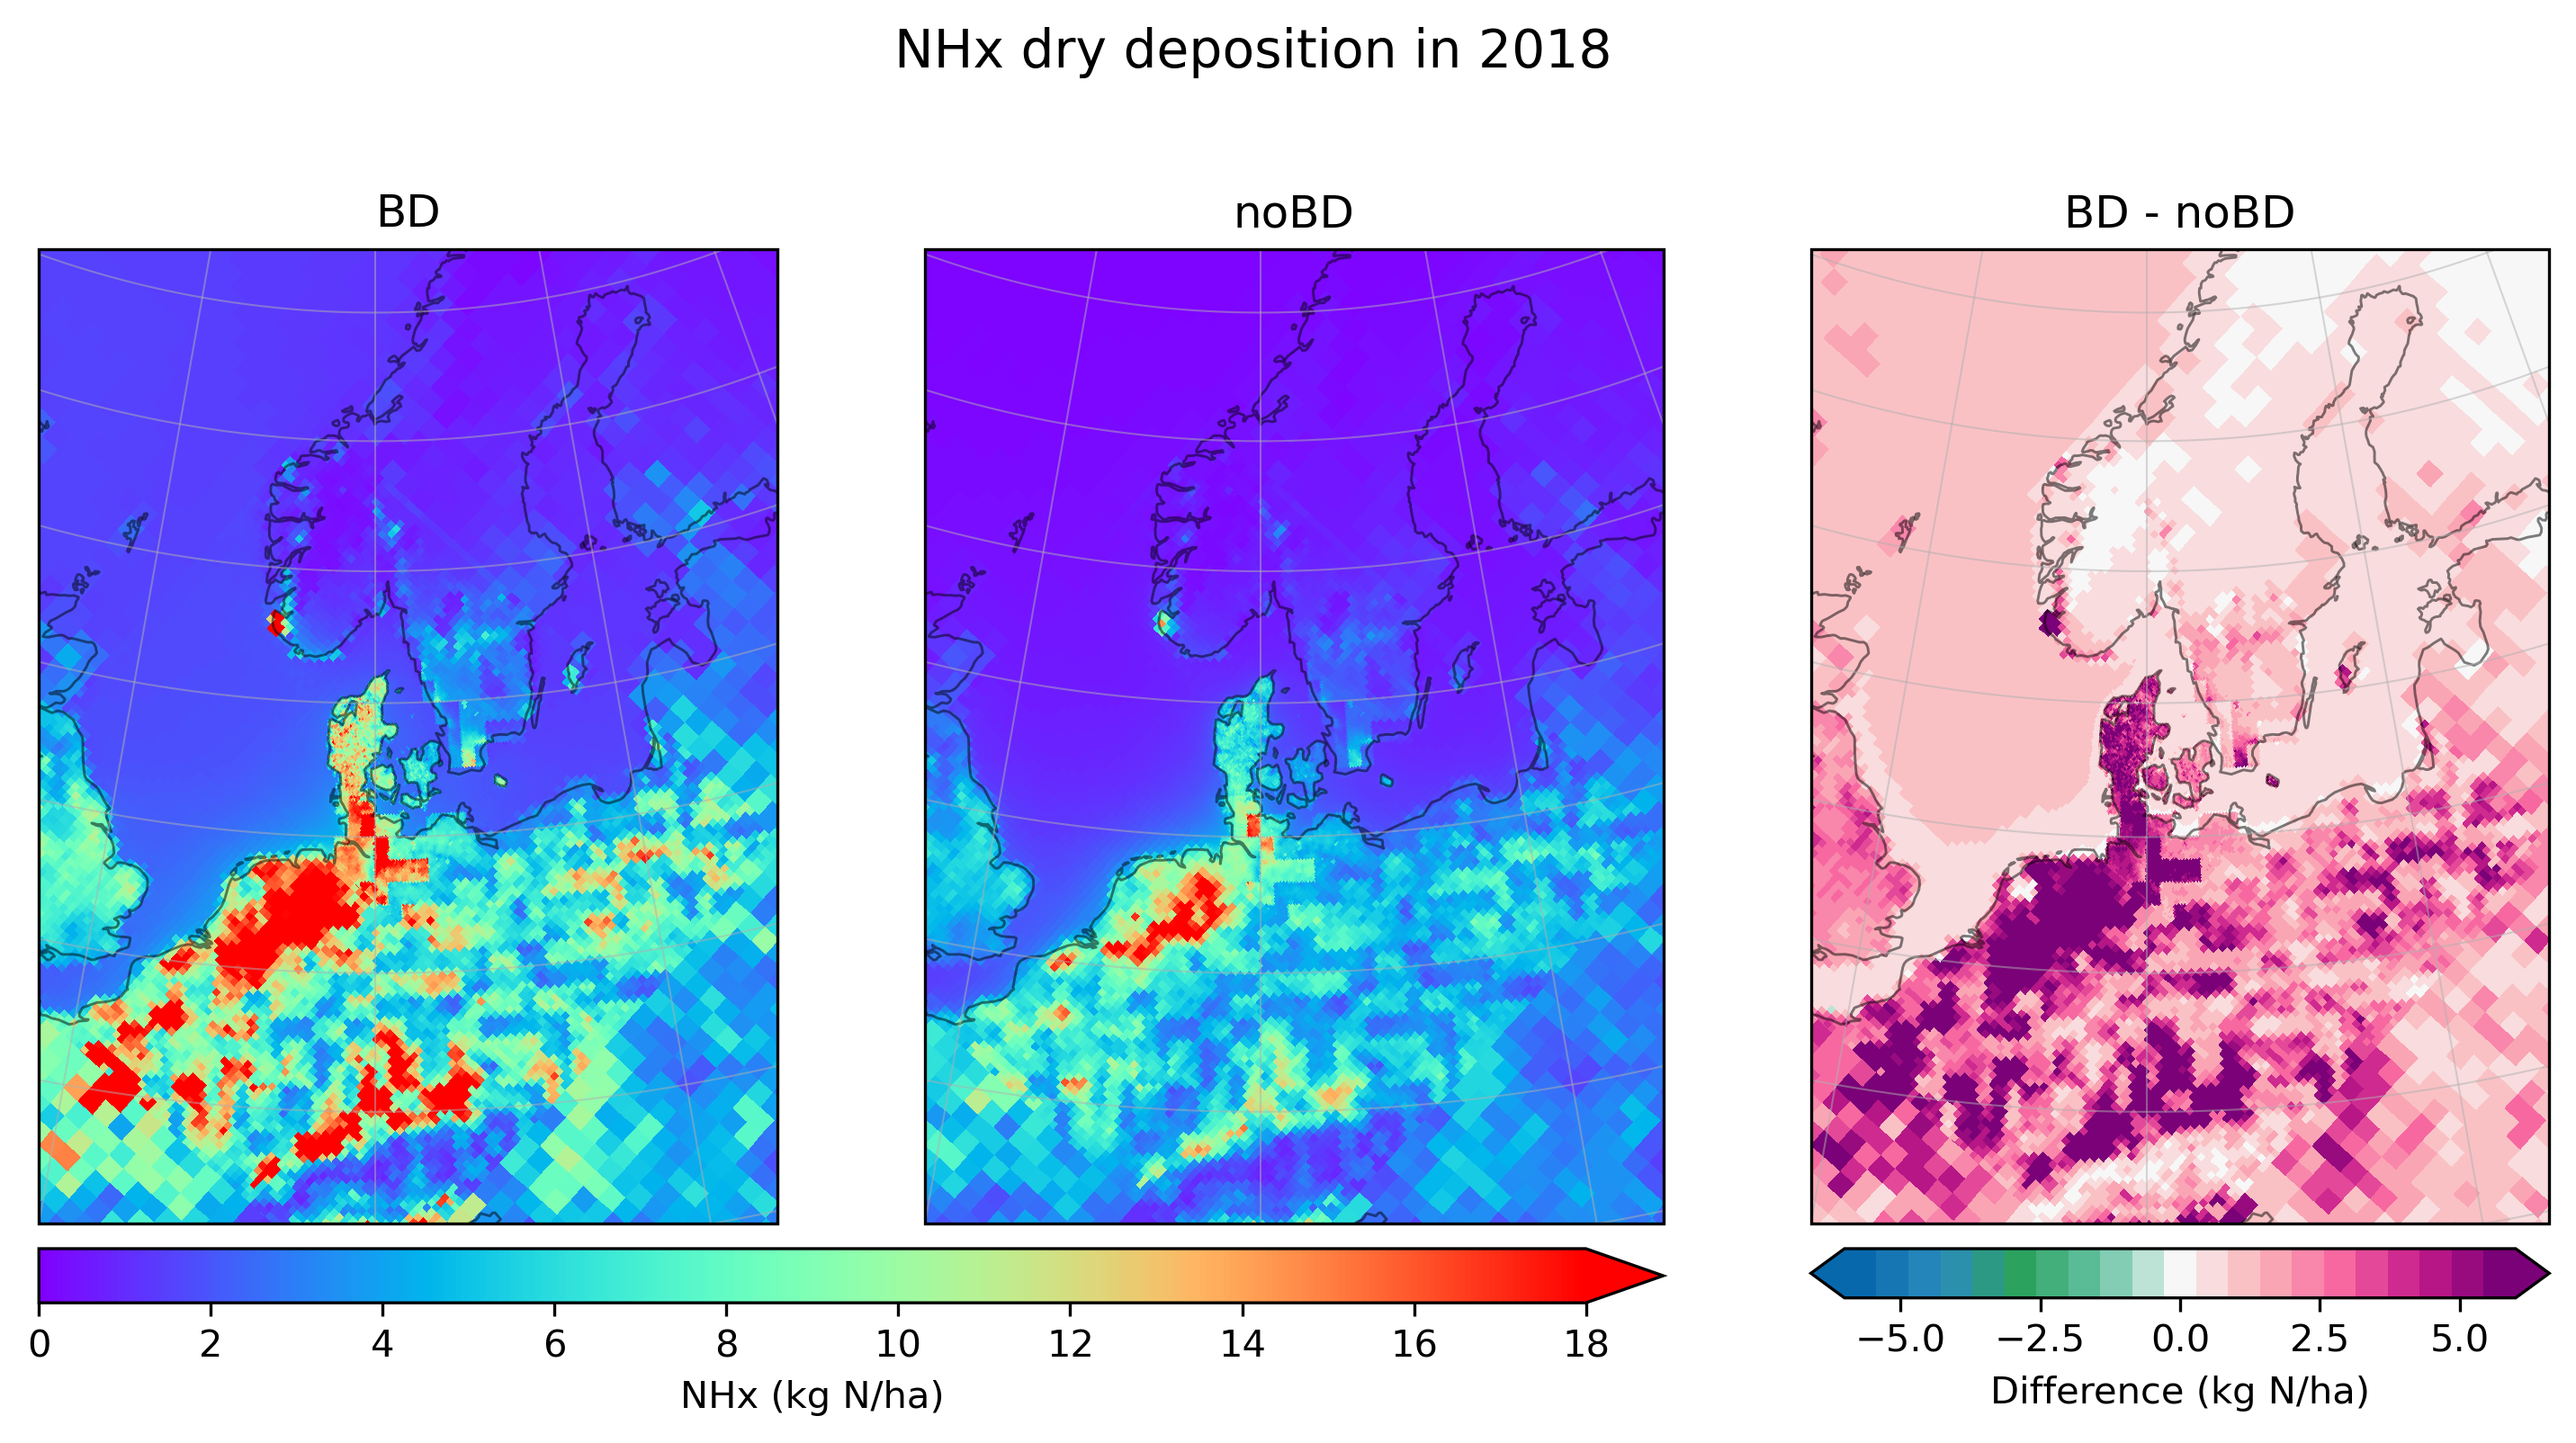 NHx dry deposition in 2018
BD
noBD
BD - noBD
0 2 4 6 8 10 12 14 16 18
NHx (kg N/ha)
−5.0 −2.5 0.0 2.5 5.0
Difference (kg N/ha)